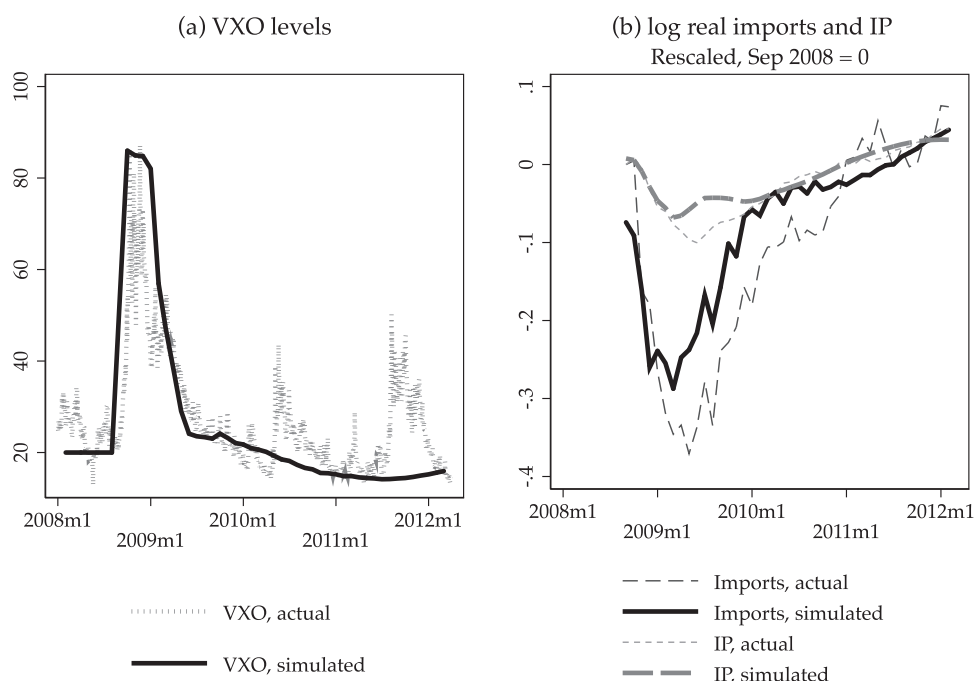 (a) VXO levels
100
80
60
40
20
2008m1
2009m1
2010m1
2011m1
2012m1
VXO, actual
VXO, simulated
(b) log real imports and IP
Rescaled, Sep 2008 = 0
.1
0
-.1
-.2
-.3
-.4
2008m1
2009m1
2010m1
2011m1
2012m1
Imports, actual
Imports, simulated
IP, actual
IP, simulated